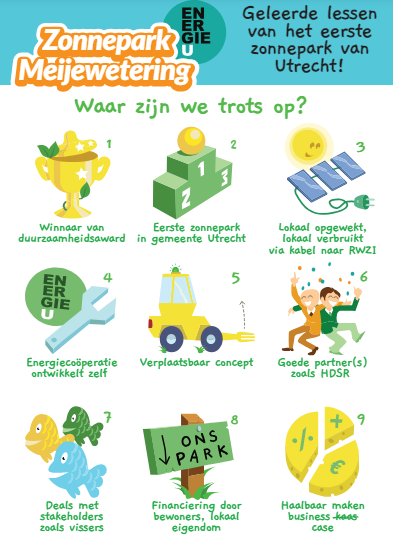 EN
ER
GIE
U
Zonnepark
Meijewetering
Geleerde lessen
van het eerste
zonnepark van
Utrecht!
Waar zijn we trots op?
1
Winnaar van
duurzaamheidsaward
2
1
2
3
Eerste zonnepark
in gemeente Utrecht
3
Lokaal opgewekt,
lokaal verbruikt
via kabel naar RWZI
4
EN
ER
GIE
U
Energiecoöperatie
ontwikkelt zelf
5
Verplaatsbaar concept
6
Goede partner(s)
zoals HDSR
7
Deals met
stakeholders
zoals vissers
8
ONS
PARK
Financiering door
bewoners, lokaal
eigendom
9
% +
€
Haalbaar maken
business kaas
case